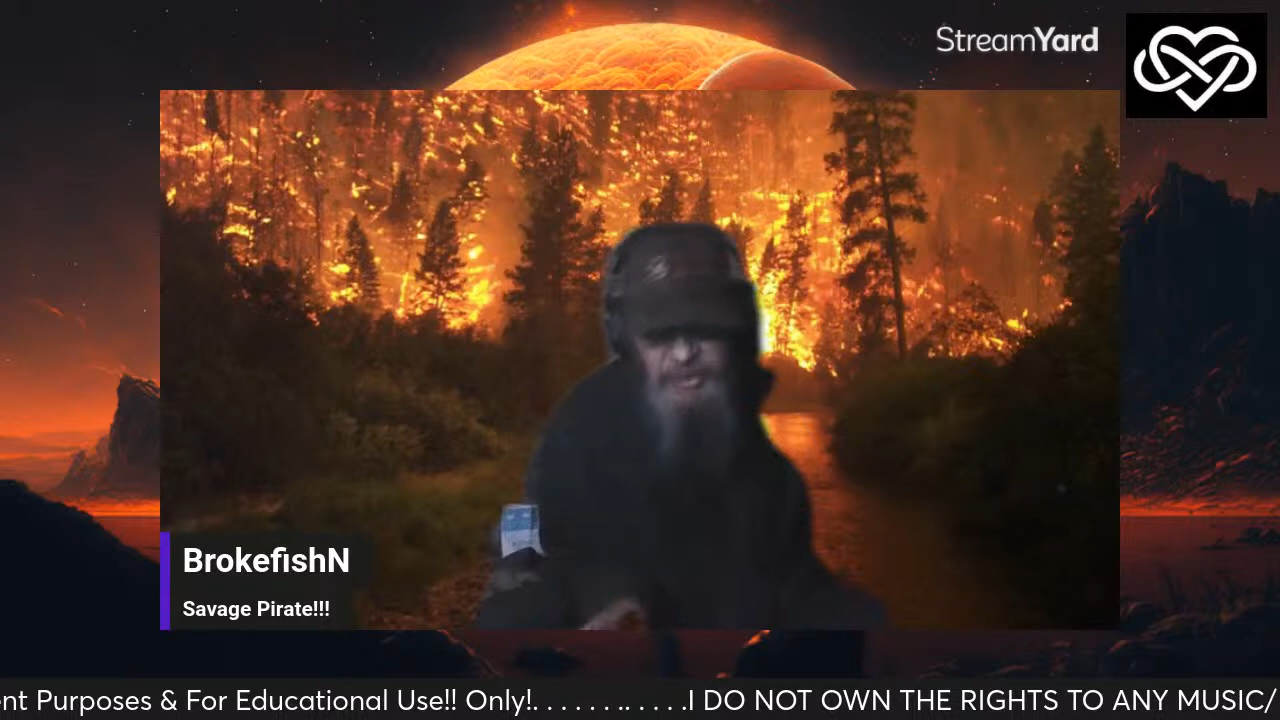 StreamYard
BrokefishN
Savage Pirate!!!
nt Purposes & For Educational Use!! Only!. . . . . . .. . . . . .I DO NOT OWN THE RIGHTS TO ANY MUSIC/